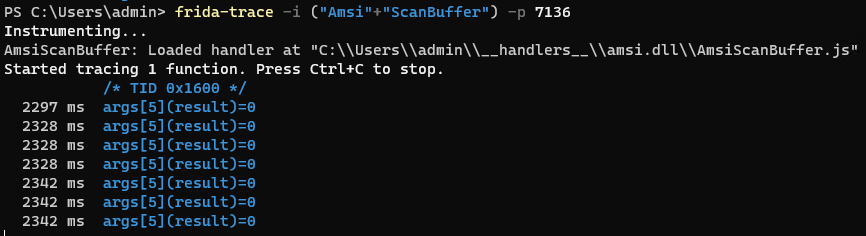 PS C:\Users\admin> frida-trace -i ("Amsi"+"ScanBuffer") -p 7136
Instrumenting...
AmsiScanBuffer: Loaded handler at "C:\\Users\\admin\\__handlers__\\amsi.dll\\AmsiScanBuffer.js"
Started tracing 1 function. Press Ctrl+C to stop.
/* TID 0x1600 */
2297 ms  args[5](result)=0
2328 ms  args[5](result)=0
2328 ms  args[5](result)=0
2328 ms  args[5](result)=0
2342 ms  args[5](result)=0
2342 ms  args[5](result)=0
2342 ms  args[5](result)=0